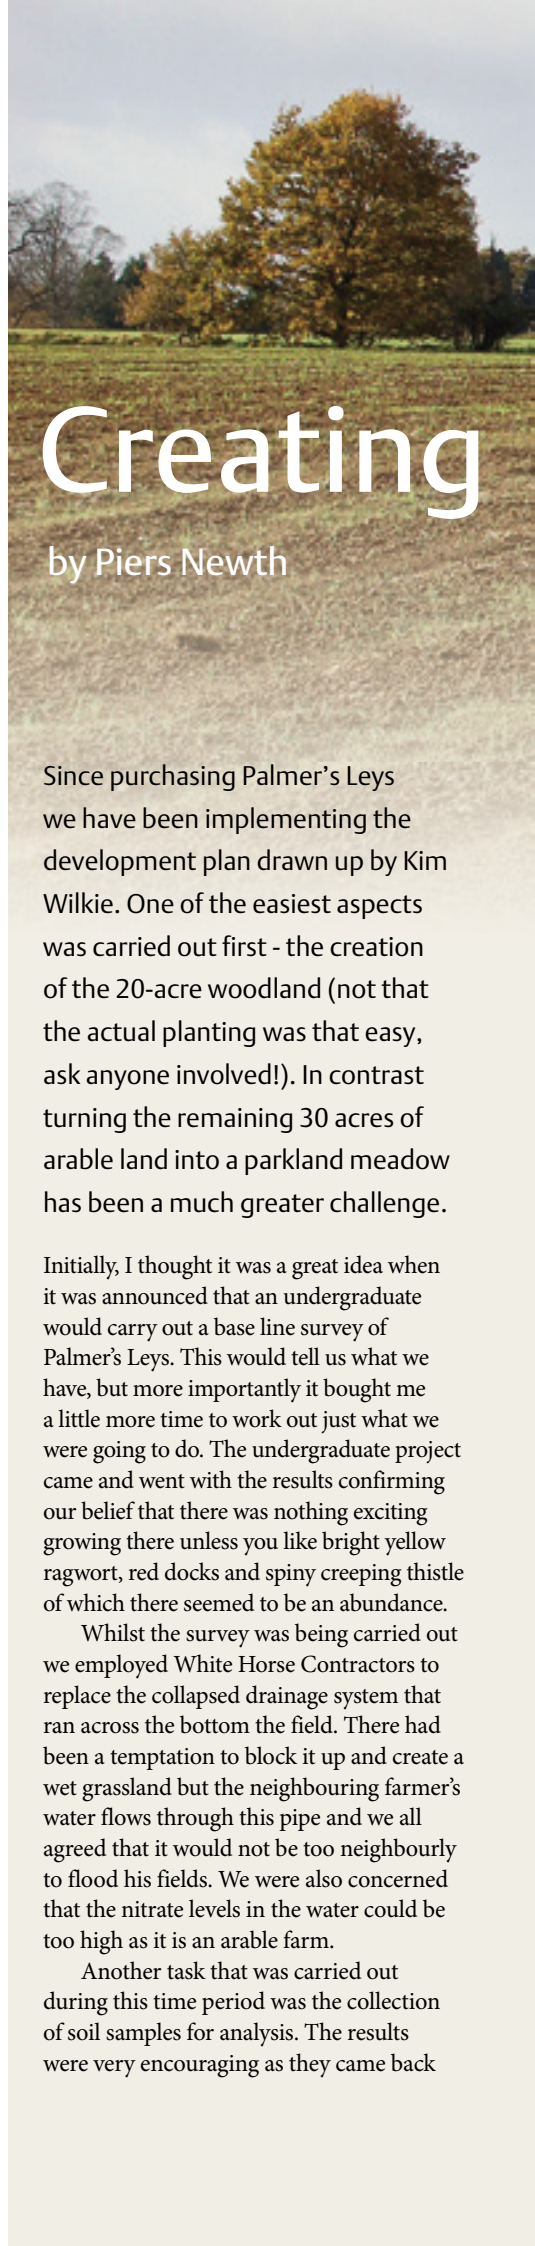 Creating
by Piers Newth
Since purchasing Palmer’s Leys
we have been implementing the
development plan drawn up by Kim
Wilkie. One of the easiest aspects
was carried out first - the creation
of the 20-acre woodland (not that
the actual planting was that easy,
ask anyone involved!). In contrast
turning the remaining 30 acres of
arable land into a parkland meadow
has been a much greater challenge.
Initially, I thought it was a great idea when
it was announced that an undergraduate
would carry out a base line survey of
Palmer’s Leys. This would tell us what we
have, but more importantly it bought me
a little more time to work out just what we
were going to do. The undergraduate project
came and went with the results confirming
our belief that there was nothing exciting
growing there unless you like bright yellow
ragwort, red docks and spiny creeping thistle
of which there seemed to be an abundance.
Whilst the survey was being carried out
we employed White Horse Contractors to
replace the collapsed drainage system that
ran across the bottom the field. There had
been a temptation to block it up and create a
wet grassland but the neighbouring farmer’s
water flows through this pipe and we all
agreed that it would not be too neighbourly
to flood his fields. We were also concerned
that the nitrate levels in the water could be
too high as it is an arable farm.
Another task that was carried out
during this time period was the collection
of soil samples for analysis. The results
were very encouraging as they came back